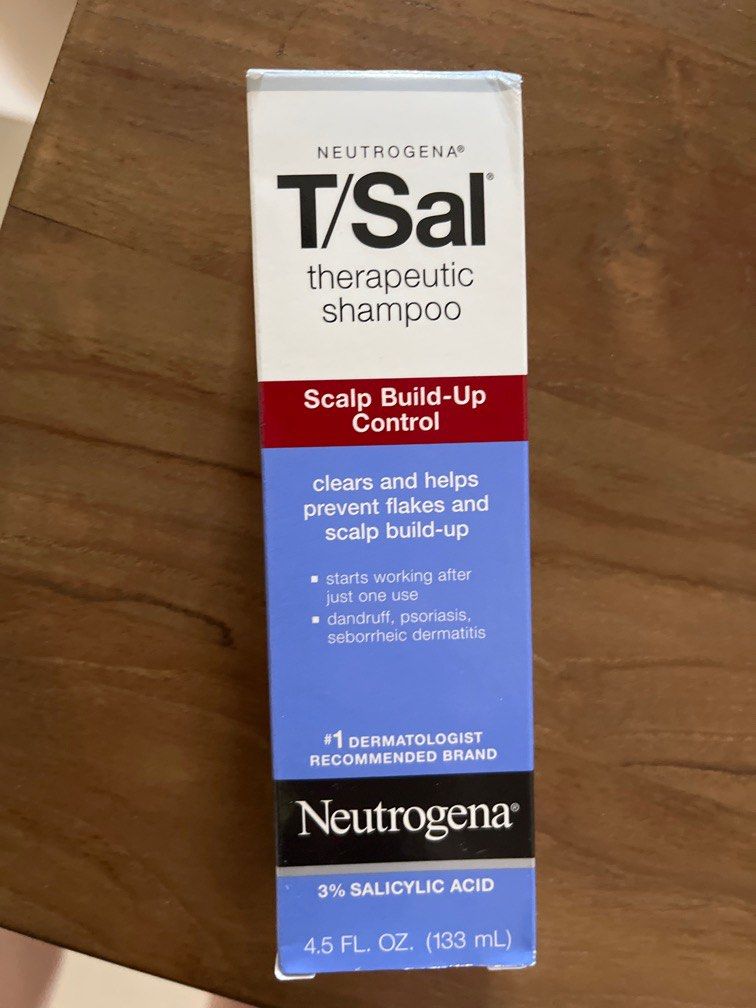 NEUTROGENA®
T/Sal®
therapeutic
shampoo
Scalp Build-Up
Control
clears and helps
prevent flakes and
scalp build-up
▪ starts working after
just one use
▪ dandruff, psoriasis,
seborrheic dermatitis
#1 DERMATOLOGIST
RECOMMENDED BRAND
Neutrogena®
3% SALICYLIC ACID
4.5 FL. OZ. (133 mL)